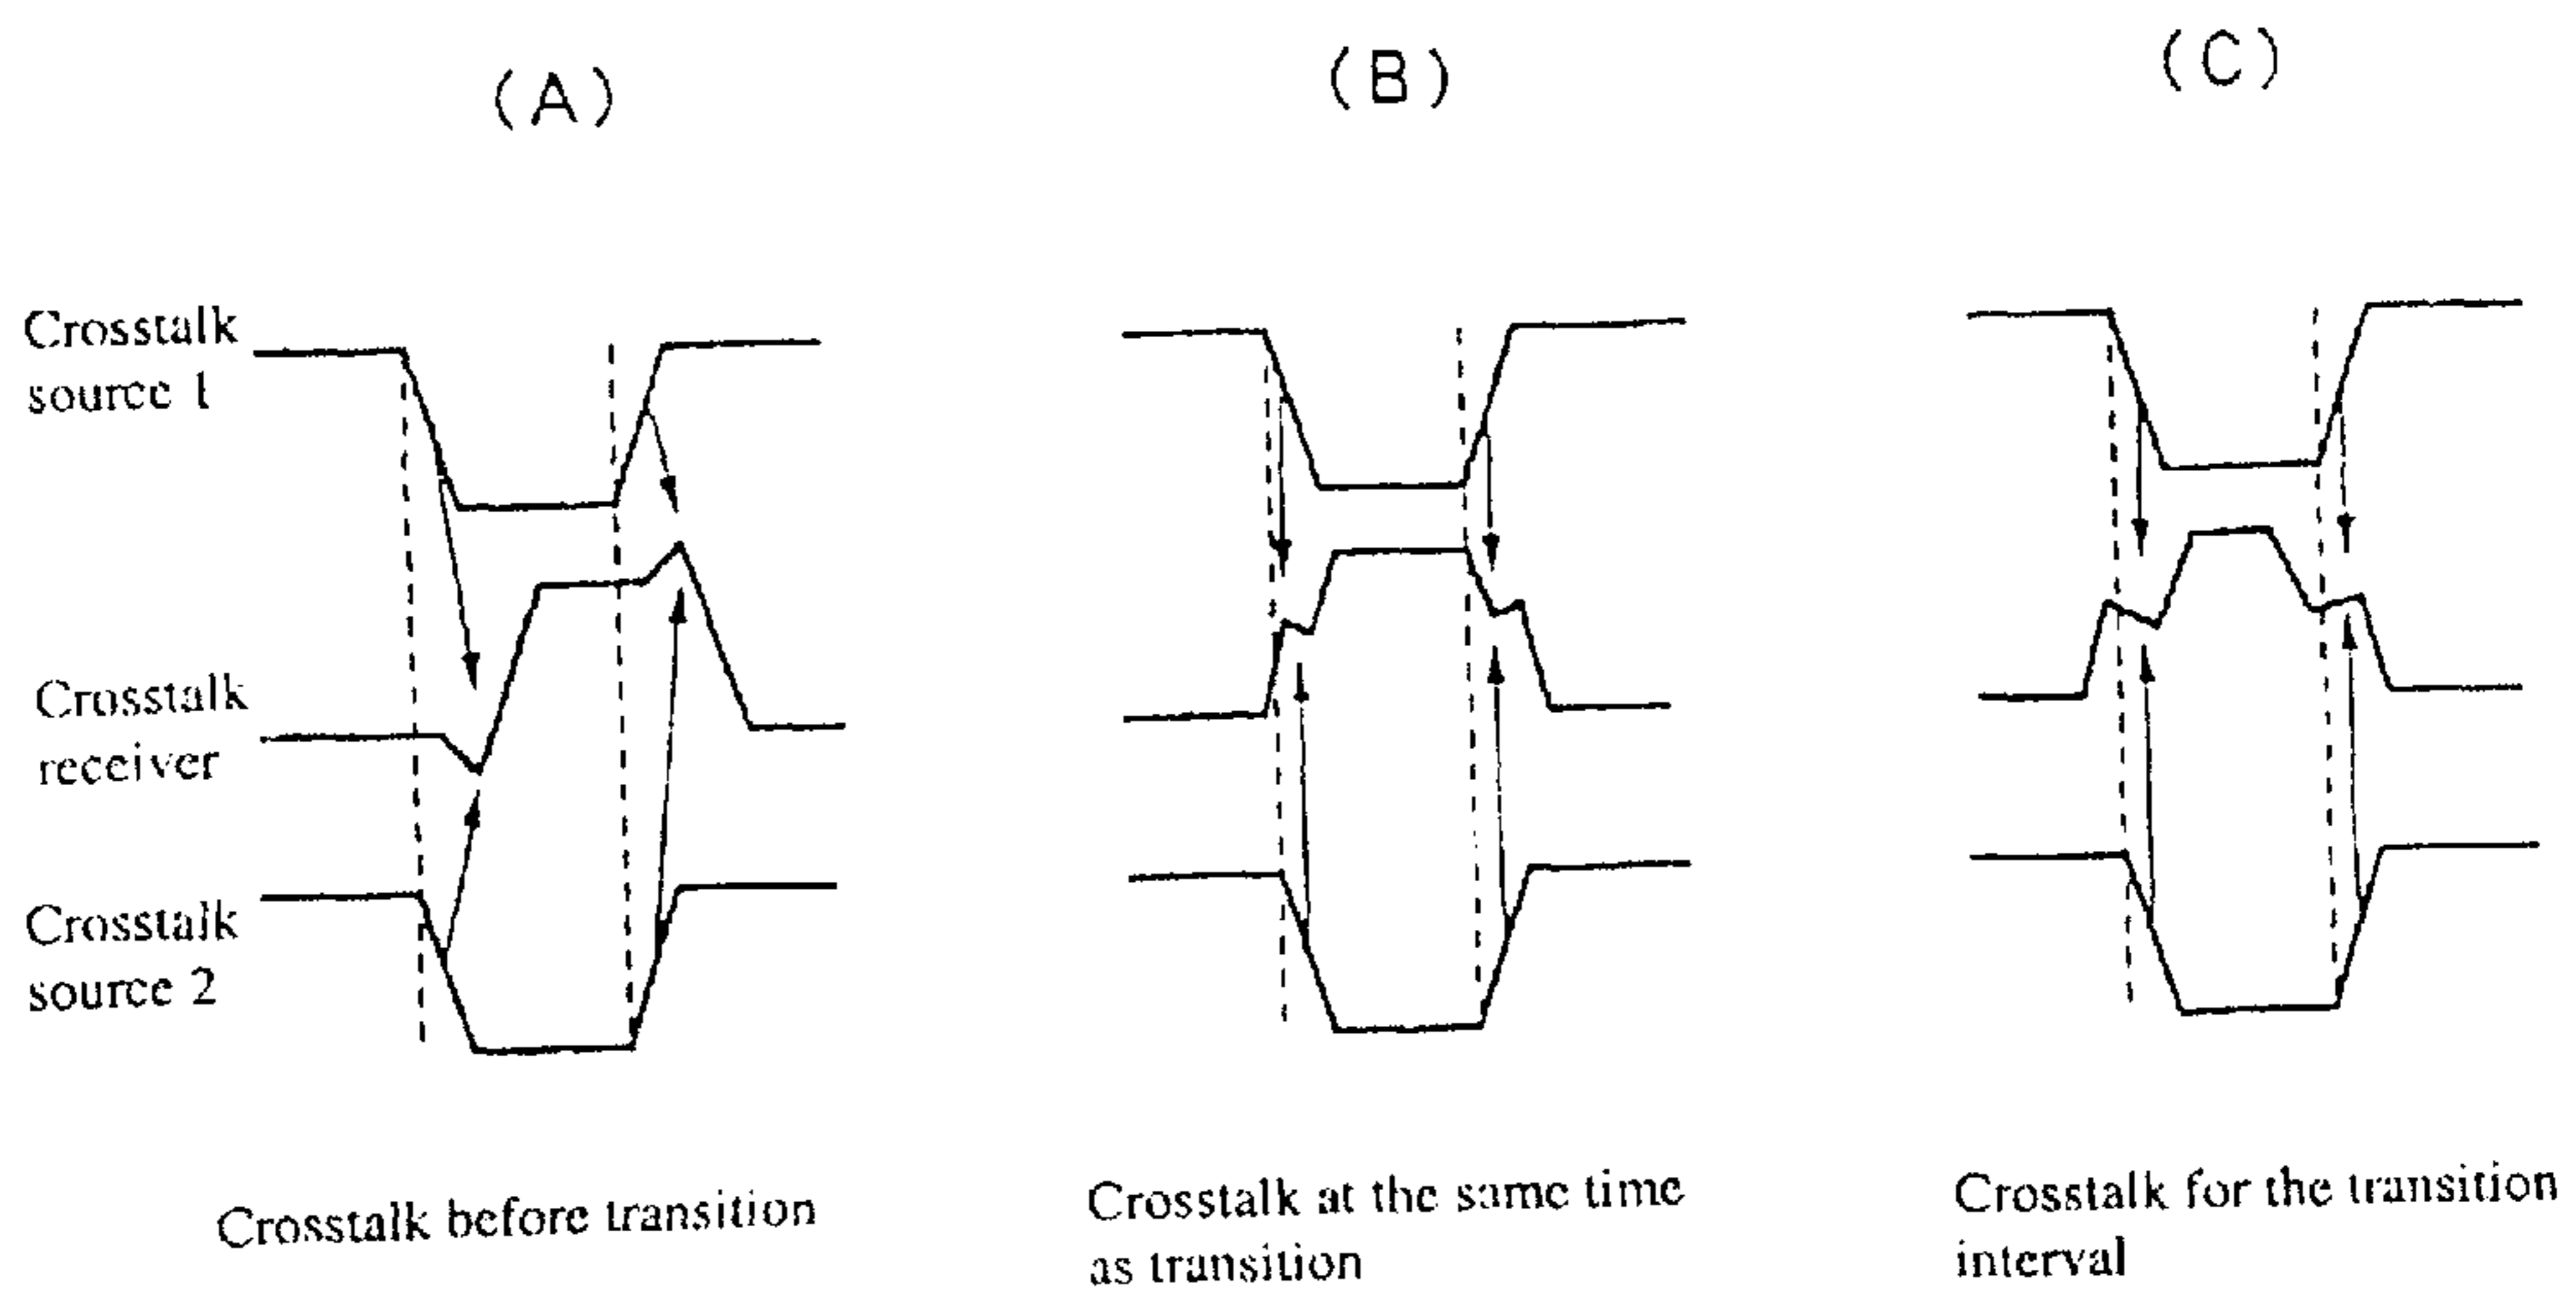 (A)
(B)
(C)
Crosstalk
source 1
Crosstalk
receiver
Crosstalk
source 2
Crosstalk before transition
Crosstalk at the same time
as transition
Crosstalk for the transition
interval